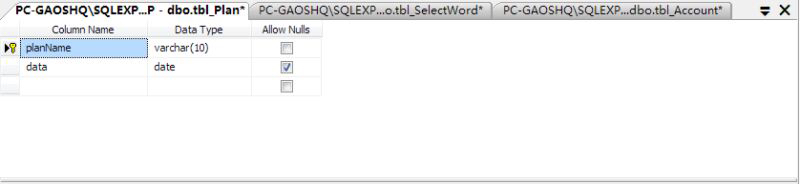 PC-GAOSHQ\SQLEXP...P - dbo.tbl_Plan* PC-GAOSHQ\SQLEXP...o.tbl_SelectWord* PC-GAOSHQ\SQLEXP...dbo.tbl_Account*
Column Name Data Type Allow Nulls
planName varchar(10)
data date